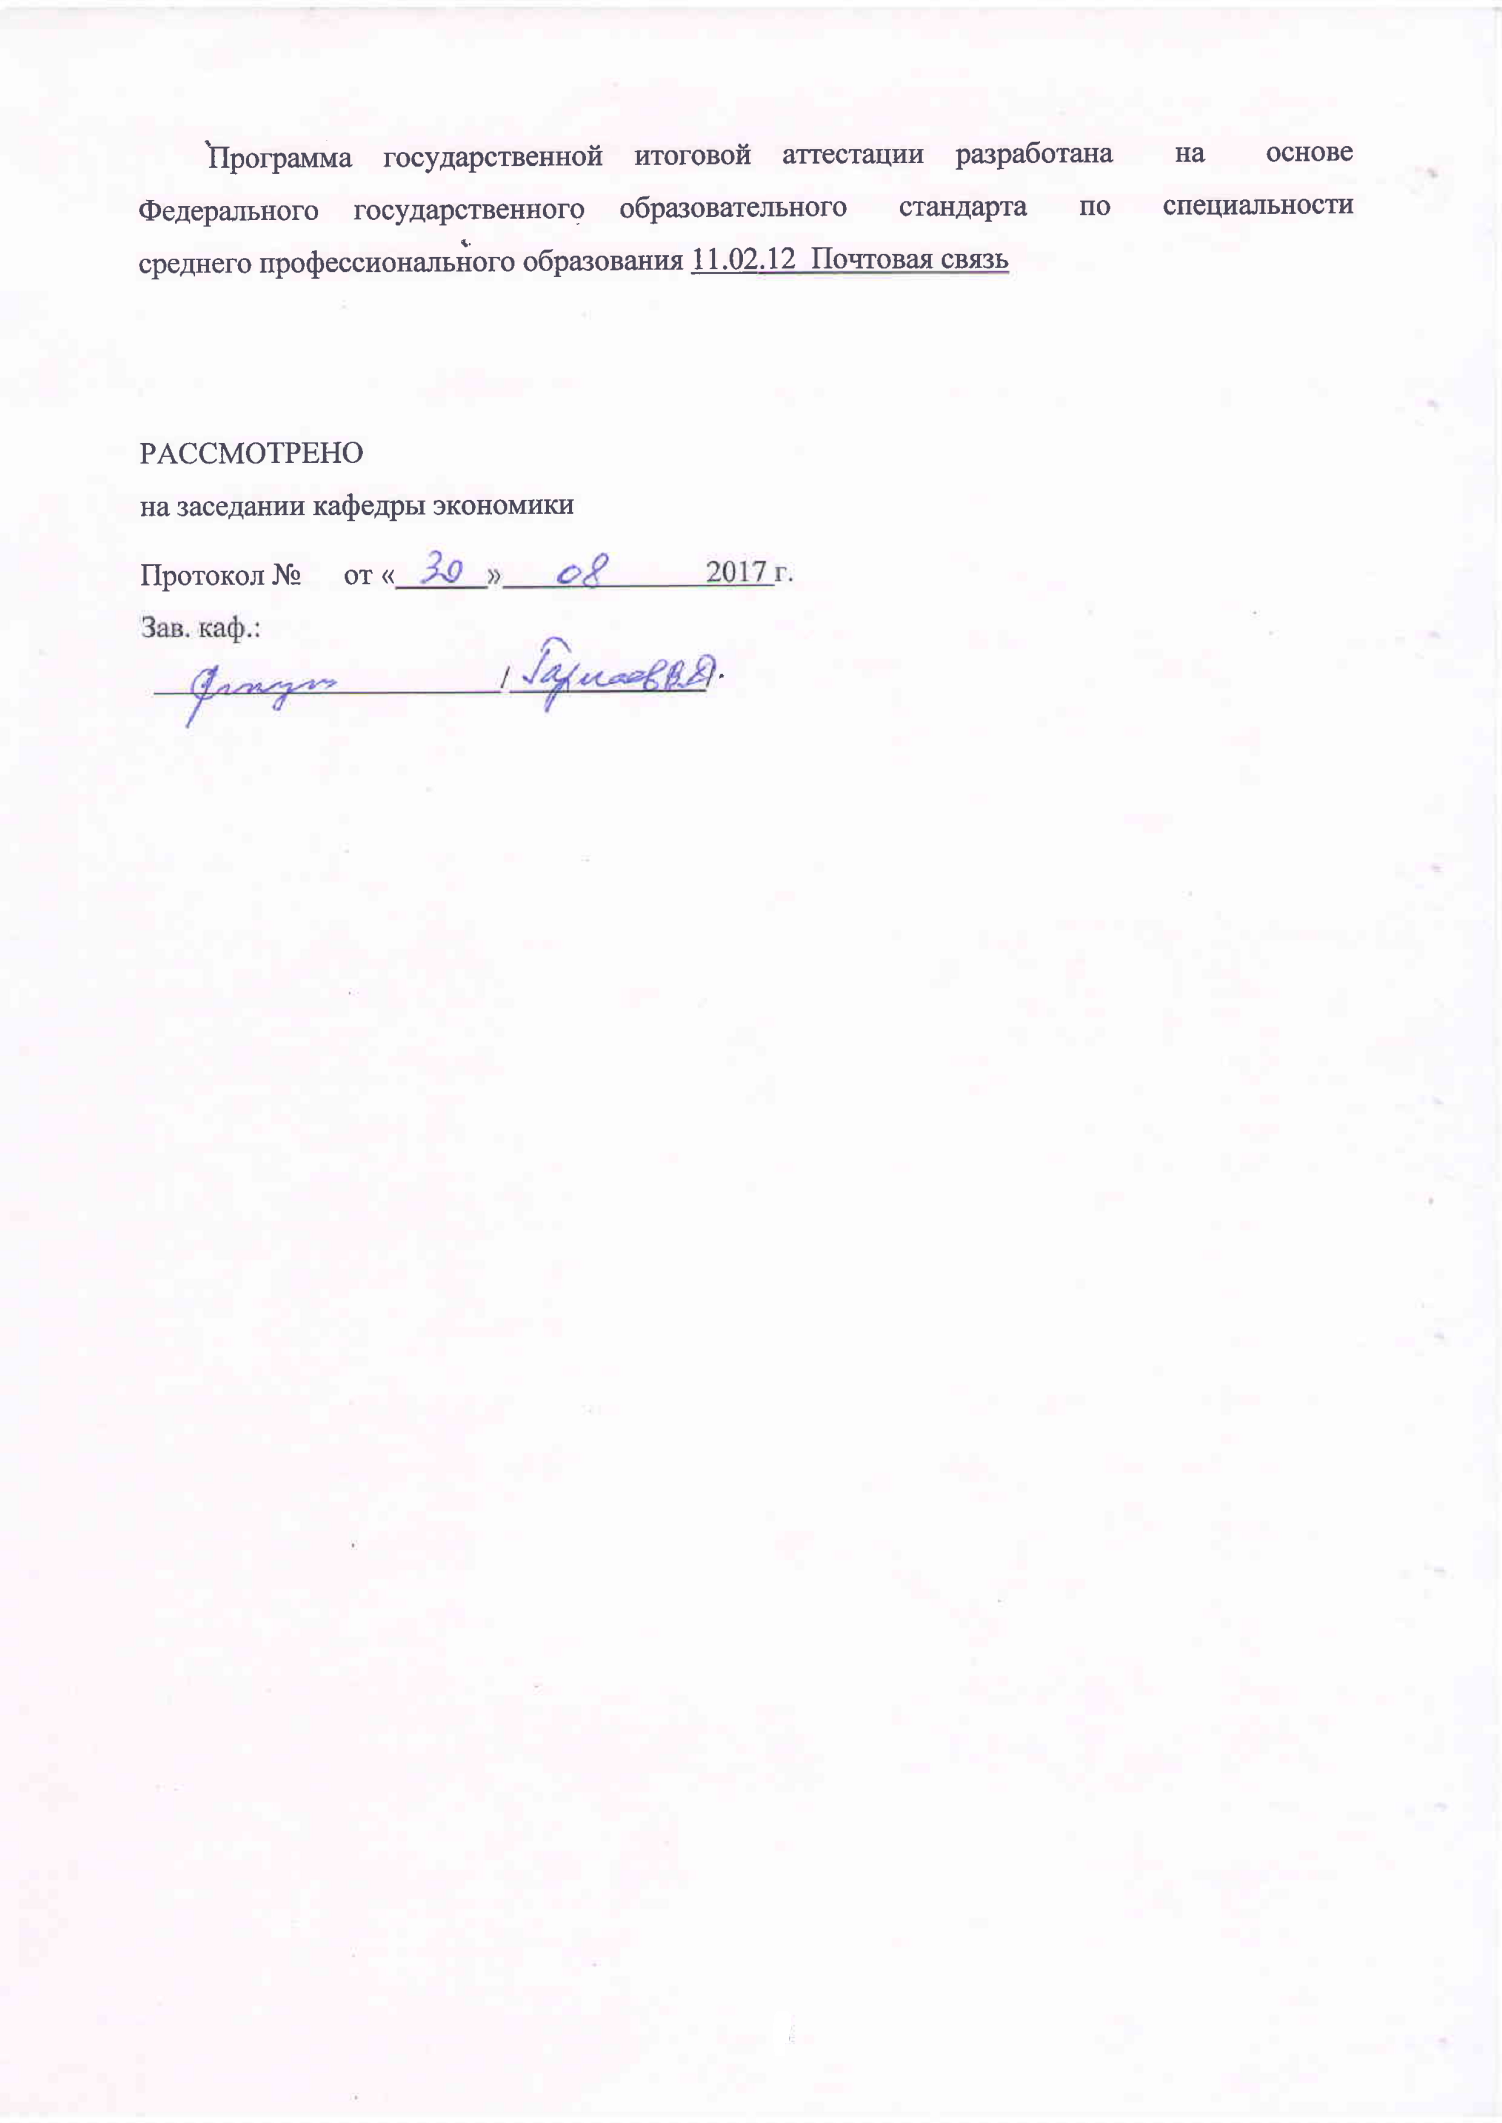 Программа государственной итоговой аттестации разработана на основе
Федерального государственного образовательного стандарта по специальности
среднего профессионального образования 11.02.12 Почтовая связь
РАССМОТРЕНО
на заседании кафедры экономики
Протокол № от «30» 08 2017 г.
Зав. каф.:
/